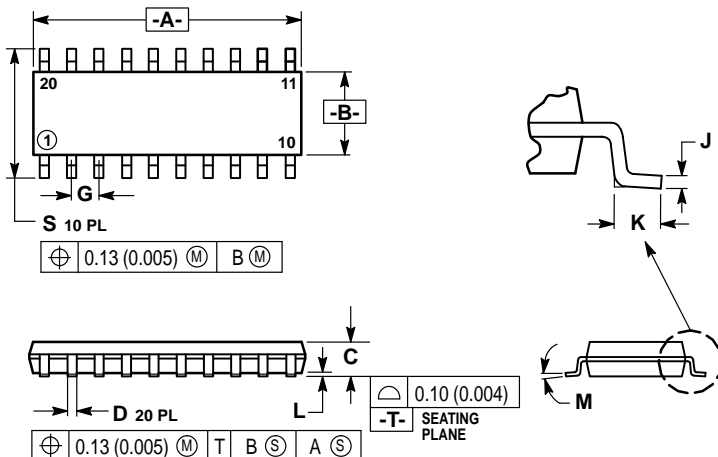 -A-
20
11
-B-
1
10
G
S 10 PL
⌖ 0.13 (0.005) Ⓜ B Ⓜ
J
K
C
L
D 20 PL
⌖ 0.13 (0.005) Ⓜ T B Ⓢ A Ⓢ
⌓ 0.10 (0.004)
-T- SEATING
PLANE
M